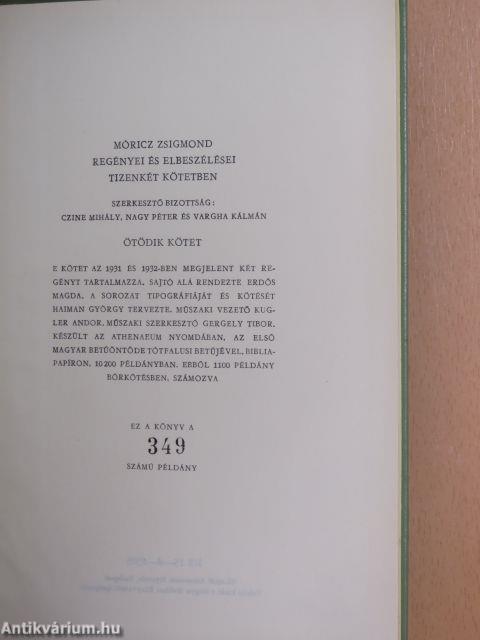 MÓRICZ ZSIGMOND
REGÉNYEI ÉS ELBESZÉLÉSEI
TIZENKÉT KÖTETBEN
SZERKESZTŐ BIZOTTSÁG:
CZINE MIHÁLY, NAGY PÉTER ÉS VARGHA KÁLMÁN
ÖTÖDIK KÖTET
E KÖTET AZ 1931 ÉS 1932-BEN MEGJELENT KÉT RE-
GÉNYT TARTALMAZZA. SAJTÓ ALÁ RENDEZTE ERDŐS
MAGDA. A SOROZAT TIPOGRÁFIÁJÁT ÉS KÖTÉSÉT
HAIMAN GYÖRGY TERVEZTE. MŰSZAKI VEZETŐ KUG-
LER ANDOR. MŰSZAKI SZERKESZTŐ GERGELY TIBOR.
KÉSZÜLT AZ ATHENAEUM NYOMDÁBAN, AZ ELSŐ
MAGYAR BETŰÖNTŐDE TÓTFALUSI BETŰJÉVEL, BIBLIA-
PAPÍRON, 10 200 PÉLDÁNYBAN. EBBŐL 1100 PÉLDÁNY
BŐRKÖTÉSBEN, SZÁMOZVA
EZ A KÖNYV A
349
SZÁMÚ PÉLDÁNY
Antikvárium.hu